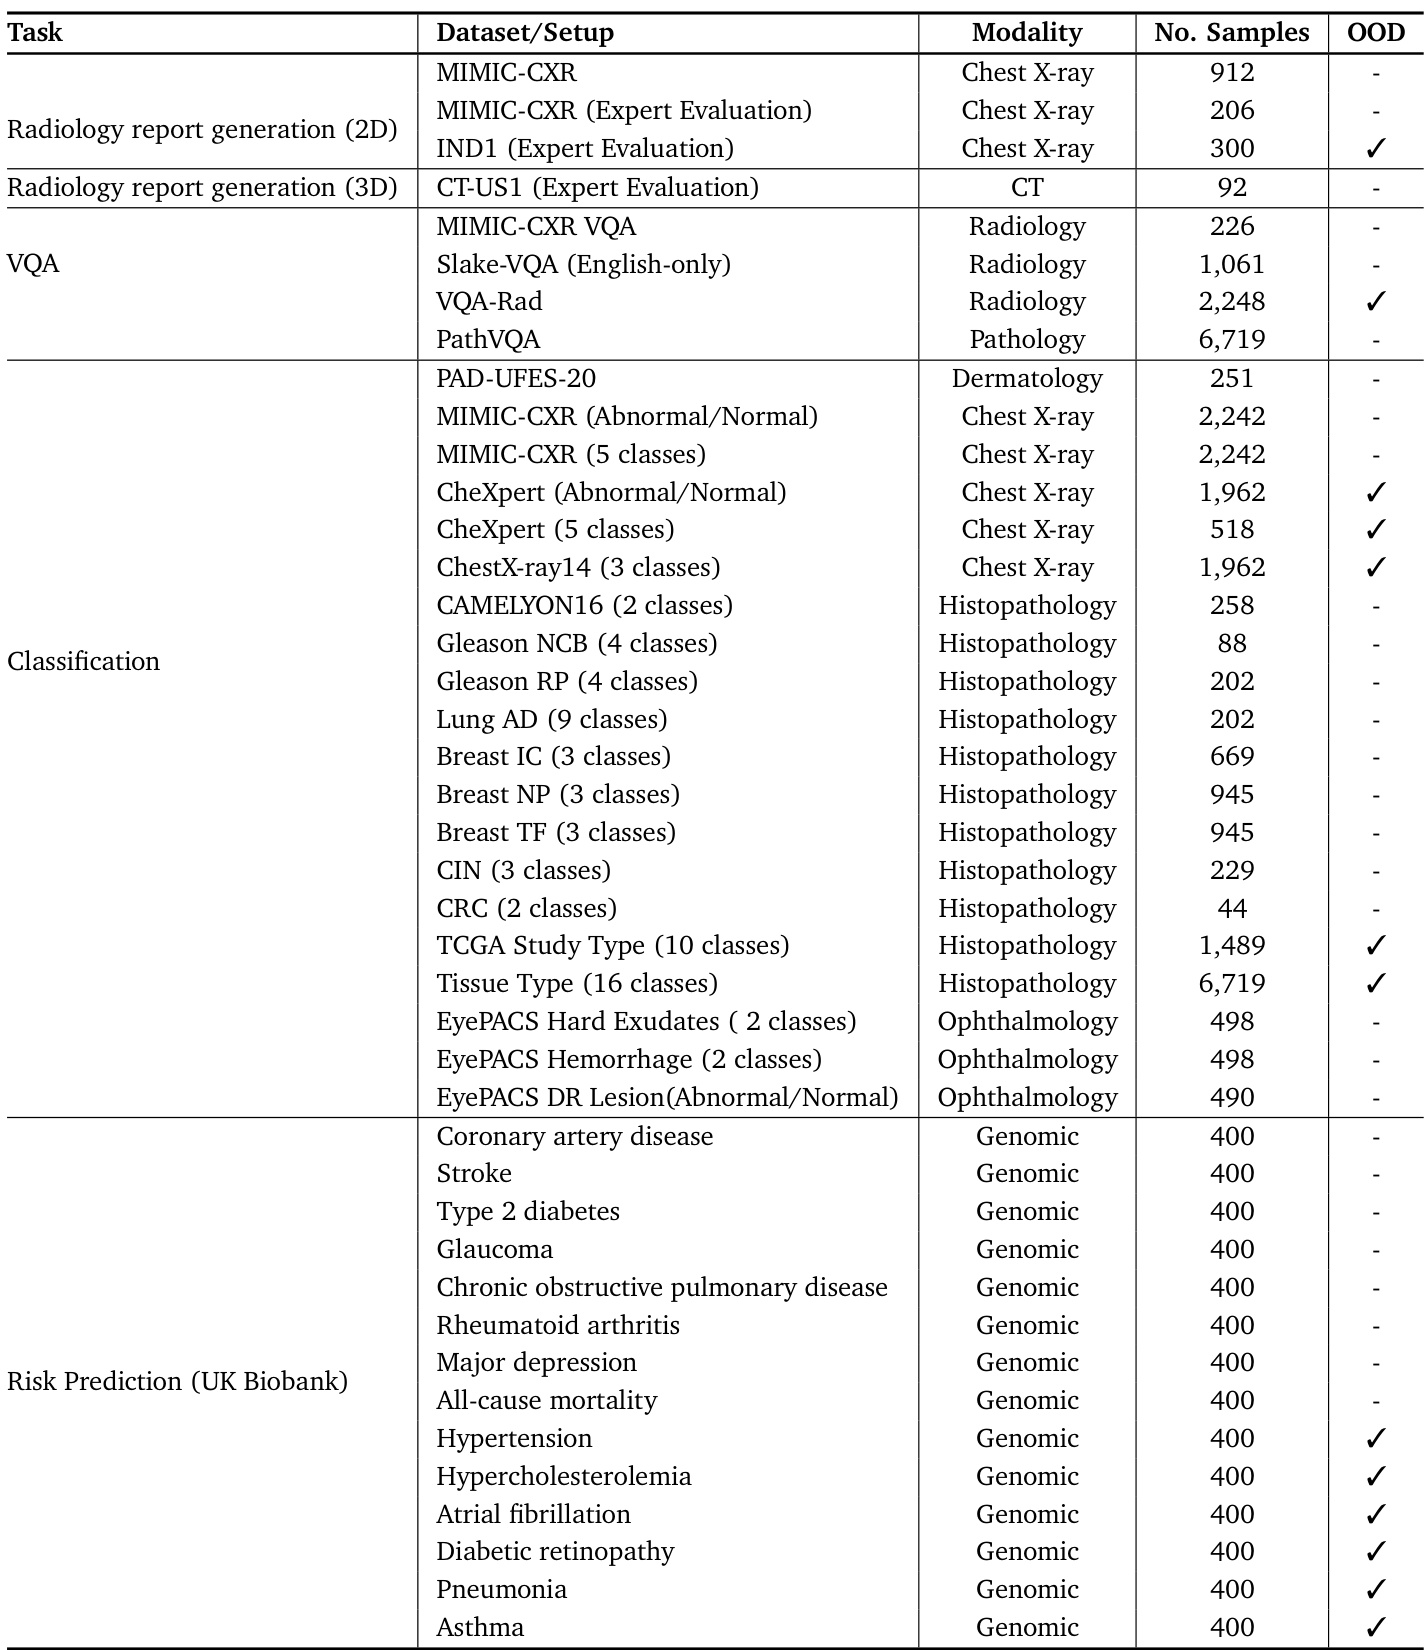 Task Dataset/Setup Modality No. Samples OOD
MIMIC-CXR Chest X-ray 912 -
MIMIC-CXR (Expert Evaluation) Chest X-ray 206 -
Radiology report generation (2D)
IND1 (Expert Evaluation) Chest X-ray 300 ✓
Radiology report generation (3D) CT-US1 (Expert Evaluation) CT 92 -
MIMIC-CXR VQA Radiology 226 -
VQA Slake-VQA (English-only) Radiology 1,061 -
VQA-Rad Radiology 2,248 ✓
PathVQA Pathology 6,719 -
PAD-UFES-20 Dermatology 251 -
MIMIC-CXR (Abnormal/Normal) Chest X-ray 2,242 -
MIMIC-CXR (5 classes) Chest X-ray 2,242 -
CheXpert (Abnormal/Normal) Chest X-ray 1,962 ✓
CheXpert (5 classes) Chest X-ray 518 ✓
ChestX-ray14 (3 classes) Chest X-ray 1,962 ✓
CAMELYON16 (2 classes) Histopathology 258 -
Gleason NCB (4 classes) Histopathology 88 -
Classification
Gleason RP (4 classes) Histopathology 202 -
Lung AD (9 classes) Histopathology 202 -
Breast IC (3 classes) Histopathology 669 -
Breast NP (3 classes) Histopathology 945 -
Breast TF (3 classes) Histopathology 945 -
CIN (3 classes) Histopathology 229 -
CRC (2 classes) Histopathology 44 -
TCGA Study Type (10 classes) Histopathology 1,489 ✓
Tissue Type (16 classes) Histopathology 6,719 ✓
EyePACS Hard Exudates ( 2 classes) Ophthalmology 498 -
EyePACS Hemorrhage (2 classes) Ophthalmology 498 -
EyePACS DR Lesion(Abnormal/Normal) Ophthalmology 490 -
Coronary artery disease Genomic 400 -
Stroke Genomic 400 -
Type 2 diabetes Genomic 400 -
Glaucoma Genomic 400 -
Chronic obstructive pulmonary disease Genomic 400 -
Rheumatoid arthritis Genomic 400 -
Major depression Genomic 400 -
Risk Prediction (UK Biobank)
All-cause mortality Genomic 400 -
Hypertension Genomic 400 ✓
Hypercholesterolemia Genomic 400 ✓
Atrial fibrillation Genomic 400 ✓
Diabetic retinopathy Genomic 400 ✓
Pneumonia Genomic 400 ✓
Asthma Genomic 400 ✓